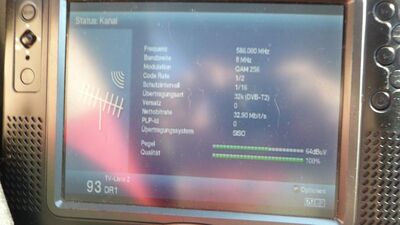 Status: Kanal
Frequenz 586.000 MHz
Bandbreite 8 MHz
Modulation QAM 256
Code Rate 1/2
Schutzintervall 1/16
Übertragungsart 32k (DVB-T2)
Versatz 0
Nettobitrate 32.90 Mbit/s
PLP-Id 0
Übertragungssystem SISO
Pegel 64dBuV
Qualität 100%
TV-Liste 2
93 DR1
Optionen